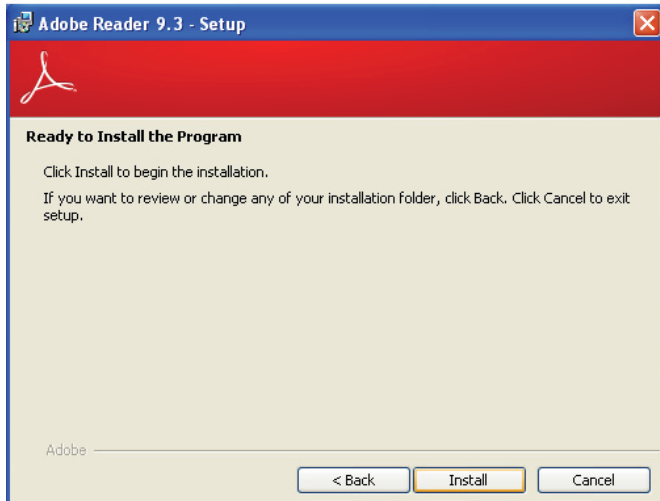 Adobe Reader 9.3 - Setup
Ready to Install the Program
Click Install to begin the installation.
If you want to review or change any of your installation folder, click Back. Click Cancel to exit
setup.
Adobe
< Back Install Cancel